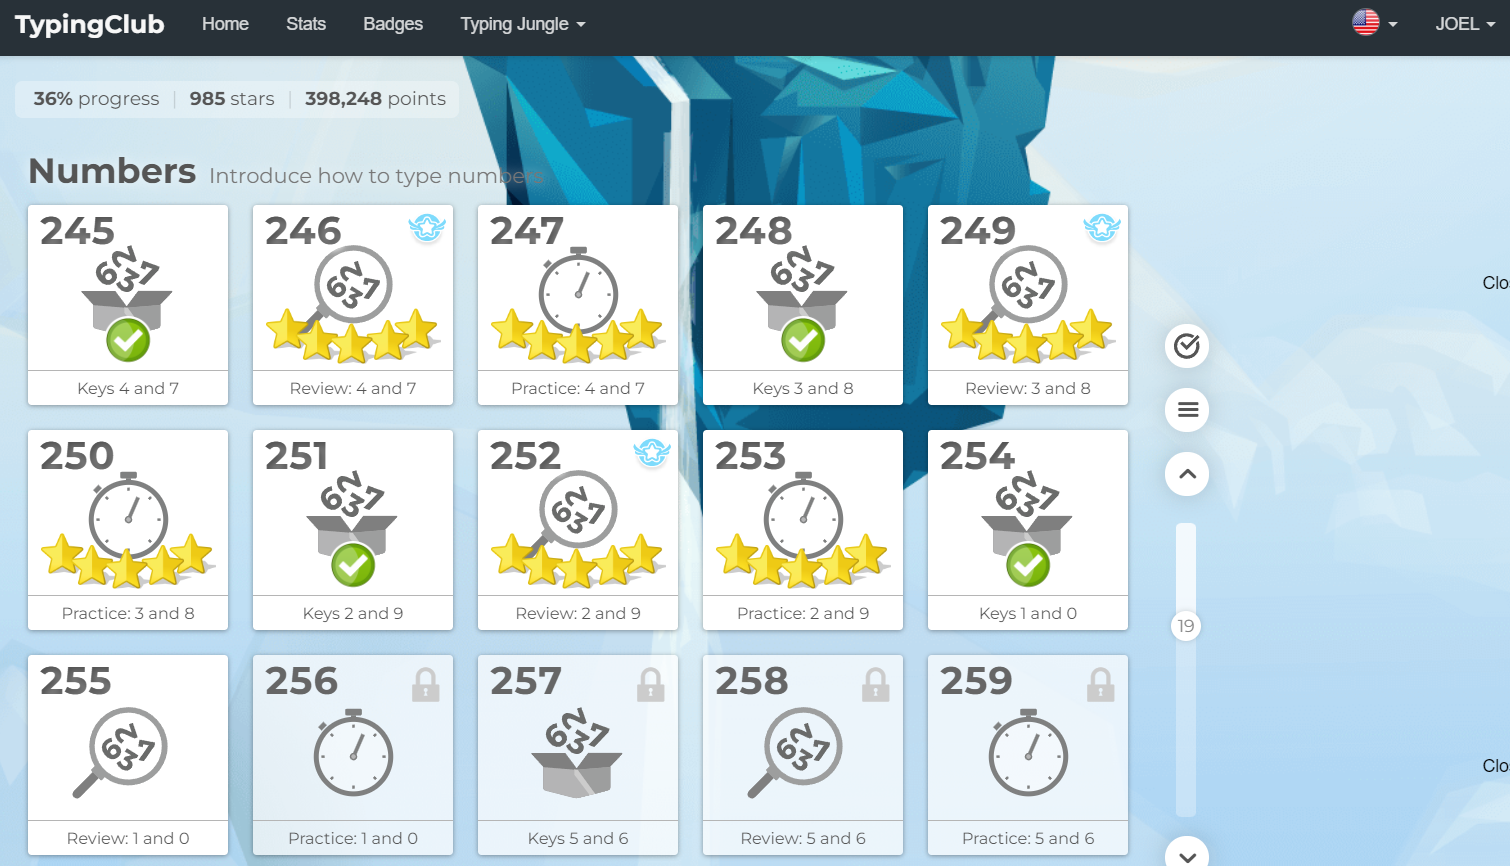 TypingClub Home Stats Badges Typing Jungle JOEL
36% progress 985 stars 398,248 points
Numbers Introduce how to type numbers
245 246 247 248 249
Keys 4 and 7 Review: 4 and 7 Practice: 4 and 7 Keys 3 and 8 Review: 3 and 8
250 251 252 253 254
Practice: 3 and 8 Keys 2 and 9 Review: 2 and 9 Practice: 2 and 9 Keys 1 and 0
19
255 256 257 258 259
Review: 1 and 0 Practice: 1 and 0 Keys 5 and 6 Review: 5 and 6 Practice: 5 and 6